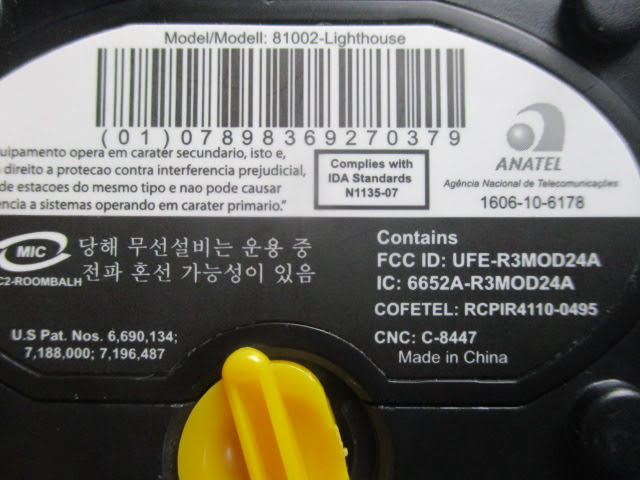 Model/Modell: 81002-Lighthouse
(01)07898369270379
uipamento opera em carater secundario, isto e,
direito a protecao contra interferencia prejudicial,
de estacoes do mesmo tipo e nao pode causar
encia a sistemas operando em carater primario."
Complies with
IDA Standards
N1135-07
ANATEL
Agência Nacional de Telecomunicações
1606-10-6178
MIC
C2-ROOMBALH
당해 무선설비는 운용 중
전파 혼선 가능성이 있음
Contains
FCC ID: UFE-R3MOD24A
IC: 6652A-R3MOD24A
COFETEL: RCPIR4110-0495
CNC: C-8447
Made in China
U.S Pat. Nos. 6,690,134;
7,188,000; 7,196,487